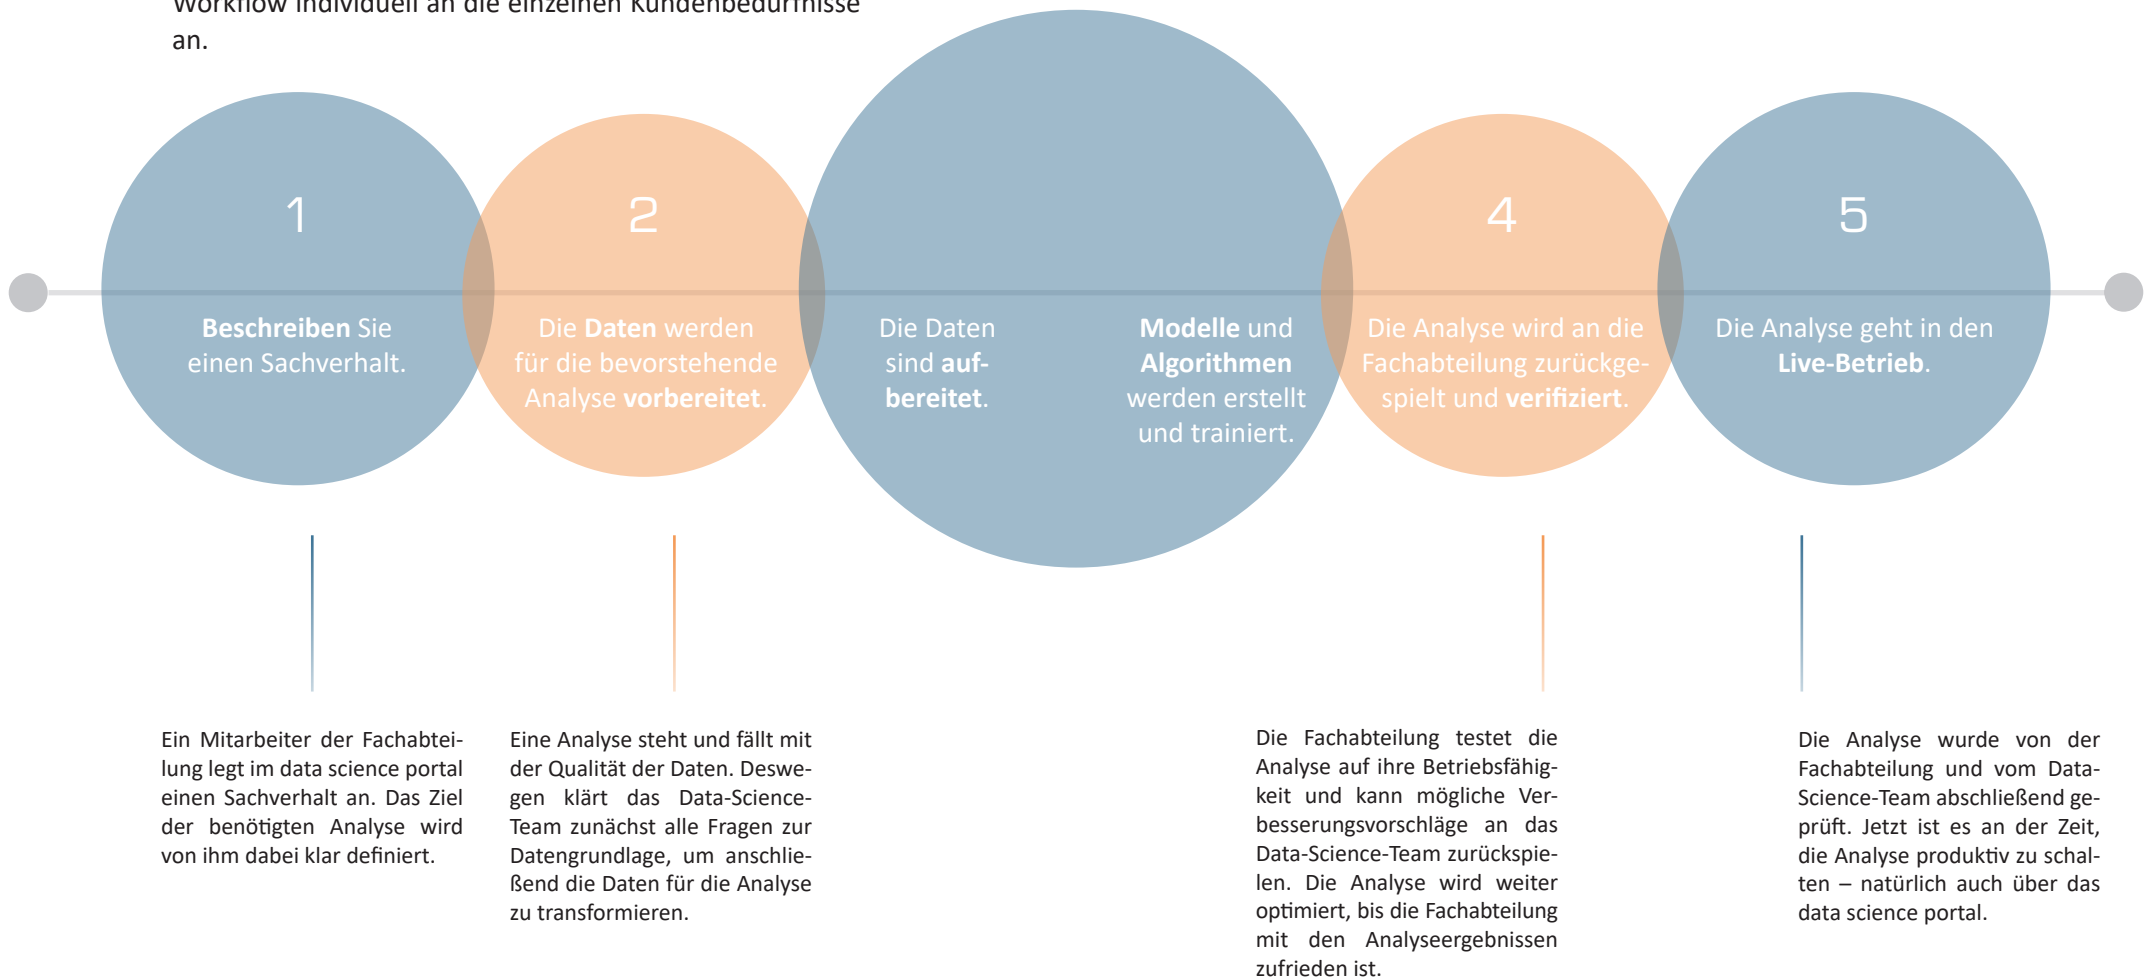 Workflow individuell an die einzelnen Kundenbedürfnisse
an.
1
Beschreiben Sie
einen Sachverhalt.
2
Die Daten werden
für die bevorstehende
Analyse vorbereitet.
Die Daten
sind auf-
bereitet.
Modelle und
Algorithmen
werden erstellt
und trainiert.
4
Die Analyse wird an die
Fachabteilung zurückge-
spielt und verifiziert.
5
Die Analyse geht in den
Live-Betrieb.
Ein Mitarbeiter der Fachabtei-
lung legt im data science portal
einen Sachverhalt an. Das Ziel
der benötigten Analyse wird
von ihm dabei klar definiert.
Eine Analyse steht und fällt mit
der Qualität der Daten. Deswe-
gen klärt das Data-Science-
Team zunächst alle Fragen zur
Datengrundlage, um anschlie-
ßend die Daten für die Analyse
zu transformieren.
Die Fachabteilung testet die
Analyse auf ihre Betriebsfähig-
keit und kann mögliche Ver-
besserungsvorschläge an das
Data-Science-Team zurückspie-
len. Die Analyse wird weiter
optimiert, bis die Fachabteilung
mit den Analyseergebnissen
zufrieden ist.
Die Analyse wurde von der
Fachabteilung und vom Data-
Science-Team abschließend ge-
prüft. Jetzt ist es an der Zeit,
die Analyse produktiv zu schal-
ten – natürlich auch über das
data science portal.